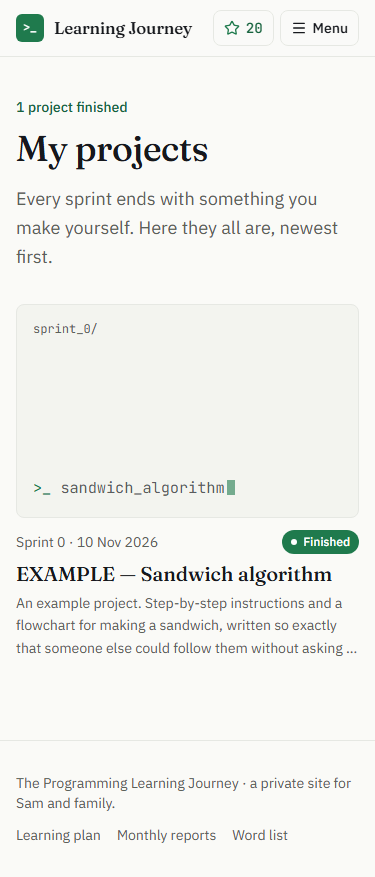 >_ Learning Journey 20 Menu
1 project finished
My projects
Every sprint ends with something you
make yourself. Here they all are, newest
first.
sprint_0/
>_ sandwich_algorithm
Sprint 0 · 10 Nov 2026 Finished
EXAMPLE — Sandwich algorithm
An example project. Step-by-step instructions and a
flowchart for making a sandwich, written so exactly
that someone else could follow them without asking ...
The Programming Learning Journey · a private site for
Sam and family.
Learning plan Monthly reports Word list